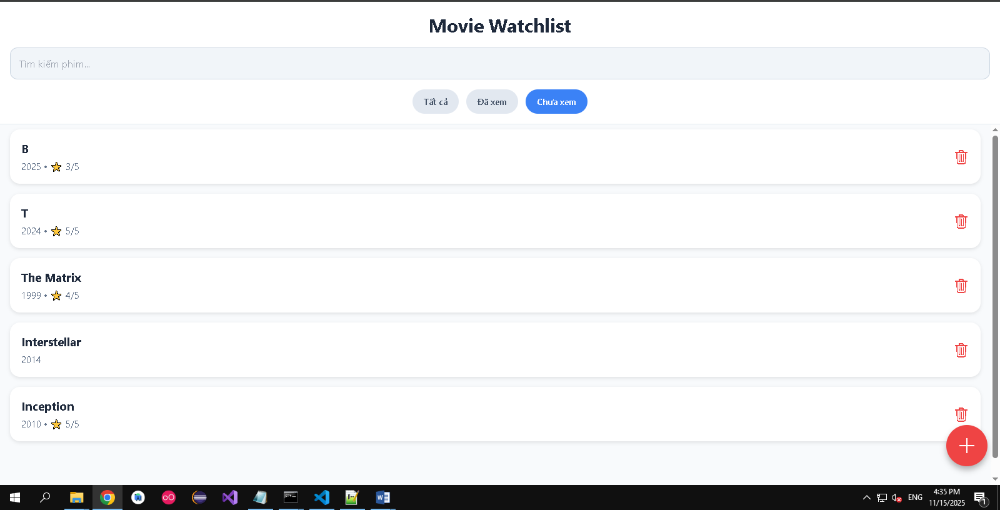 Movie Watchlist
Tìm kiếm phim...
Tất cả Đã xem Chưa xem
B
2025 • ⭐ 3/5
T
2024 • ⭐ 5/5
The Matrix
1999 • ⭐ 4/5
Interstellar
2014
Inception
2010 • ⭐ 5/5
ENG
4:35 PM
11/15/2025
1